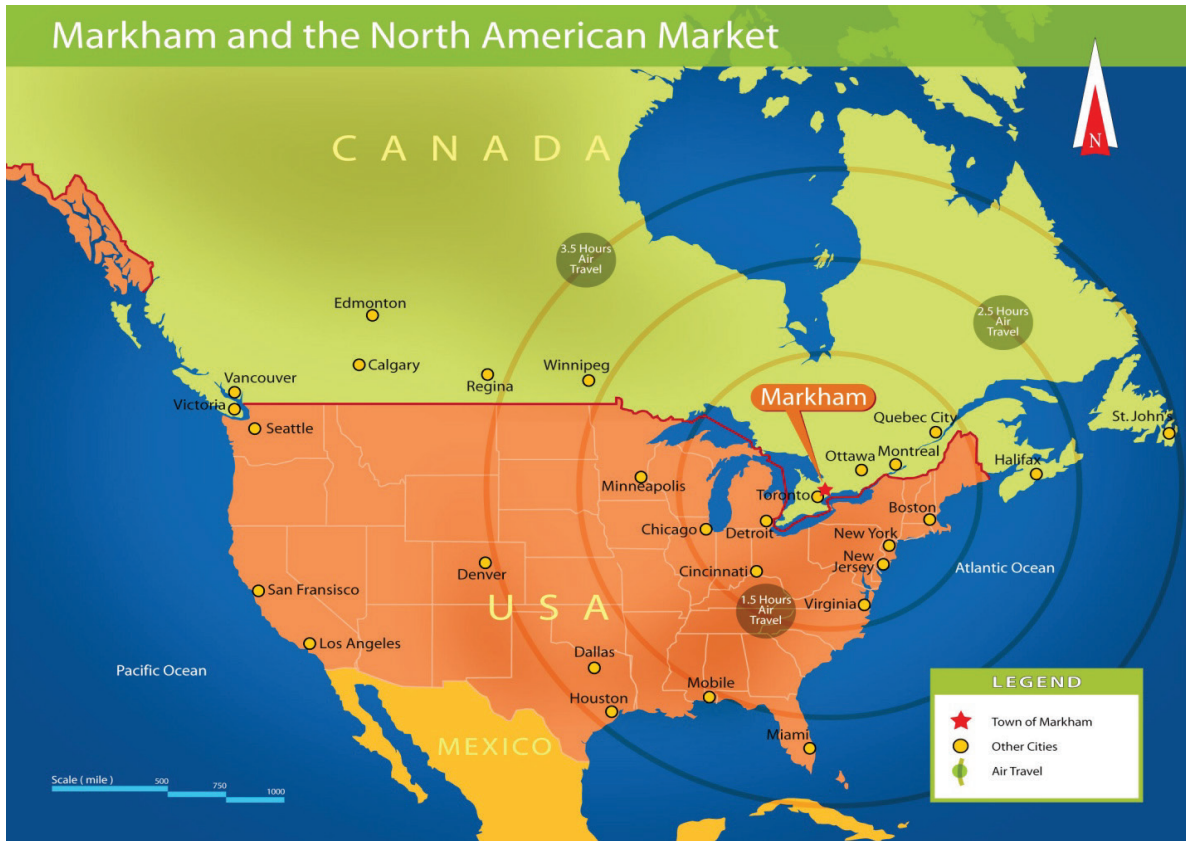 Markham and the North American Market
N
CANADA
3.5 Hours
Air
Travel
2.5 Hours
Air
Travel
Edmonton
Calgary
Regina
Winnipeg
Vancouver
Victoria
Seattle
Markham
Quebec City
St. John's
Ottawa
Montreal
Halifax
Minneapolis
Toronto
Boston
Chicago
Detroit
New York
New
Jersey
Atlantic Ocean
Denver
Cincinnati
San Fransisco
USA
1.5 Hours
Air
Travel
Virginia
Los Angeles
Pacific Ocean
Dallas
Houston
Mobile
Miami
MEXICO
LEGEND
Town of Markham
Other Cities
Air Travel
Scale ( mile )
500
750
1000